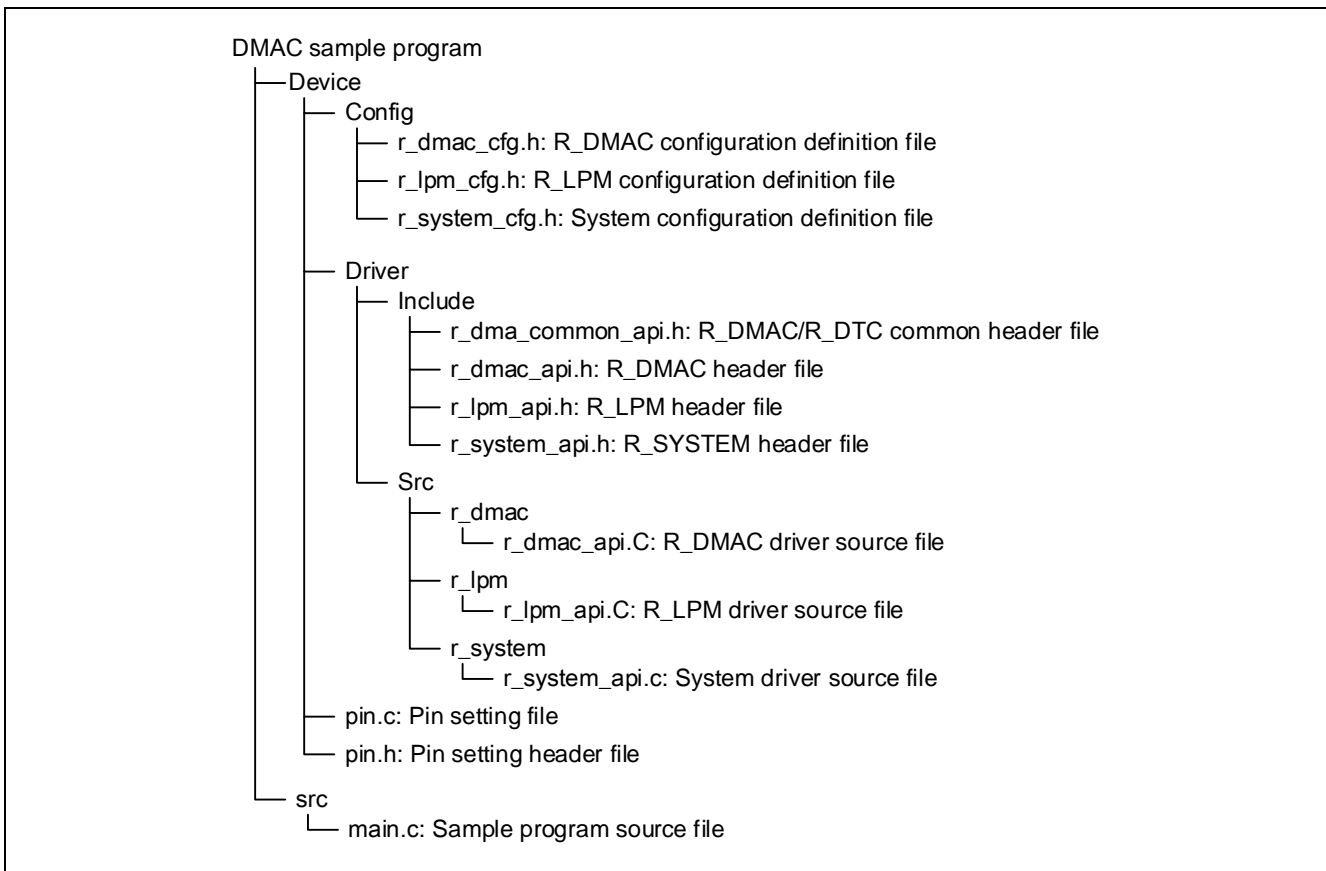 DMAC sample program
Device
Config
r_dmac_cfg.h: R_DMAC configuration definition file
r_lpm_cfg.h: R_LPM configuration definition file
r_system_cfg.h: System configuration definition file
Driver
Include
r_dma_common_api.h: R_DMAC/R_DTC common header file
r_dmac_api.h: R_DMAC header file
r_lpm_api.h: R_LPM header file
r_system_api.h: R_SYSTEM header file
Src
r_dmac
r_dmac_api.C: R_DMAC driver source file
r_lpm
r_lpm_api.C: R_LPM driver source file
r_system
r_system_api.c: System driver source file
pin.c: Pin setting file
pin.h: Pin setting header file
src
main.c: Sample program source file